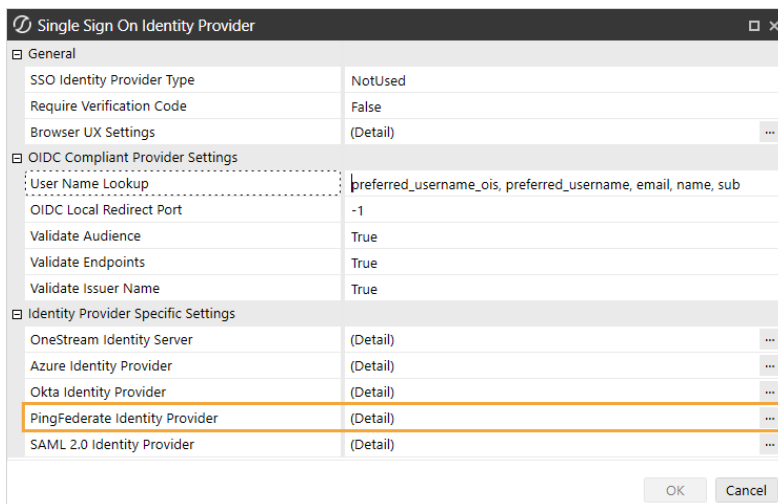 Single Sign On Identity Provider
General
SSO Identity Provider Type NotUsed
Require Verification Code False
Browser UX Settings (Detail) ...
OIDC Compliant Provider Settings
User Name Lookup preferred_username_ois, preferred_username, email, name, sub
OIDC Local Redirect Port -1
Validate Audience True
Validate Endpoints True
Validate Issuer Name True
Identity Provider Specific Settings
OneStream Identity Server (Detail) ...
Azure Identity Provider (Detail) ...
Okta Identity Provider (Detail) ...
PingFederate Identity Provider (Detail) ...
SAML 2.0 Identity Provider (Detail) ...
OK Cancel